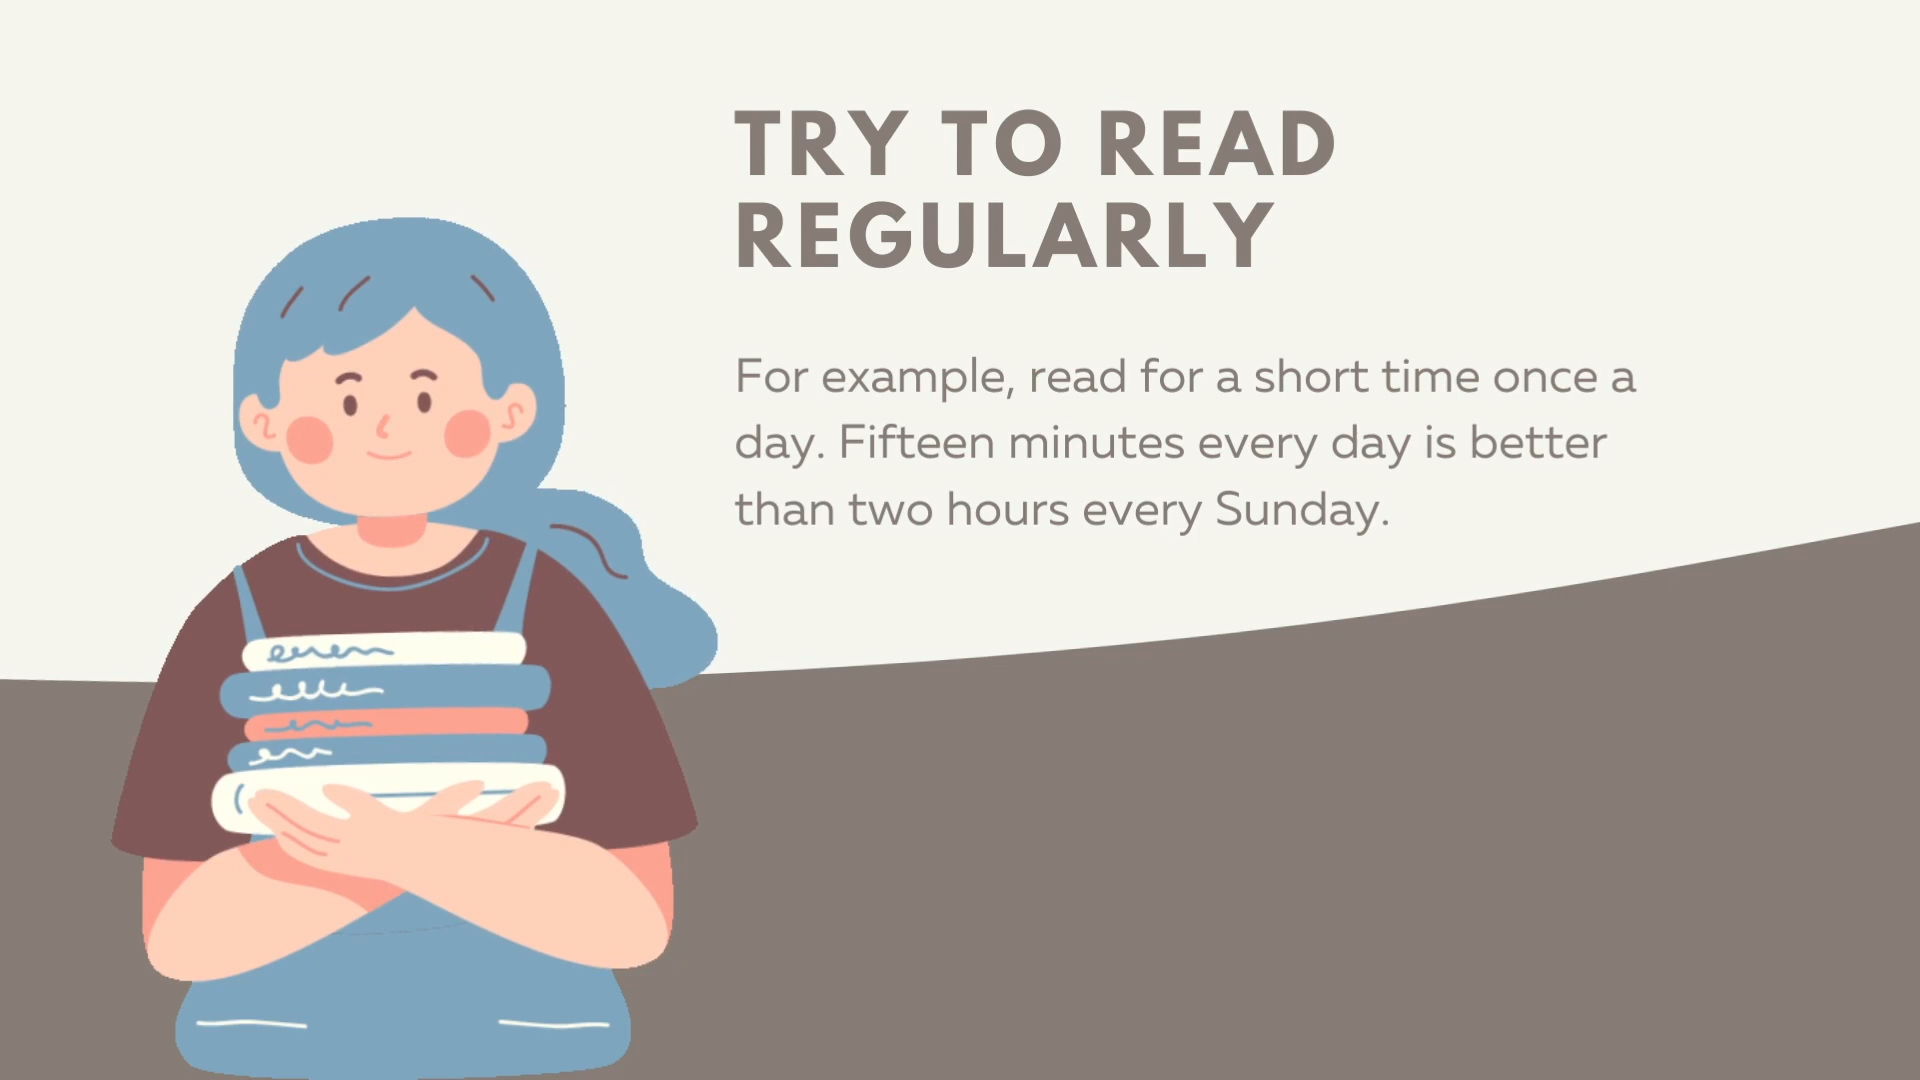 TRY TO READ
REGULARLY
For example, read for a short time once a
day. Fifteen minutes every day is better
than two hours every Sunday.